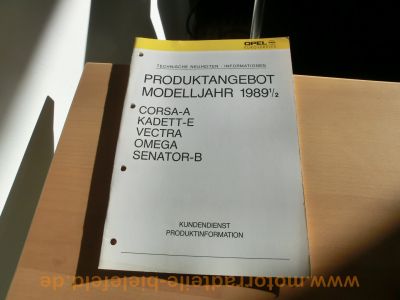 OPEL
TECHNISCHE NEUHEITEN - INFORMATIONEN
PRODUKTANGEBOT
MODELLJAHR 1989½
CORSA-A
KADETT-E
VECTRA
OMEGA
SENATOR-B
KUNDENDIENST
PRODUKTINFORMATION
www.motorradteile-bielefeld.de